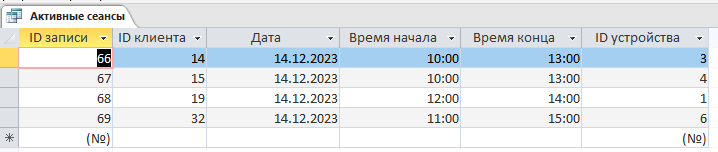 Активные сеансы
ID записи ID клиента Дата Время начала Время конца ID устройства
66 14 14.12.2023 10:00 13:00 3
67 15 14.12.2023 10:00 13:00 4
68 19 14.12.2023 12:00 14:00 1
69 32 14.12.2023 11:00 15:00 6
(№) (№)